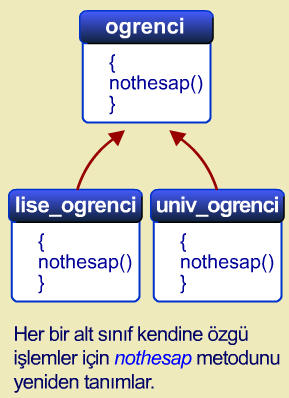 ogrenci
{
nothesap()
}
lise_ogrenci
{
nothesap()
}
univ_ogrenci
{
nothesap()
}
Her bir alt sınıf kendine özgü
işlemler için nothesap metodunu
yeniden tanımlar.